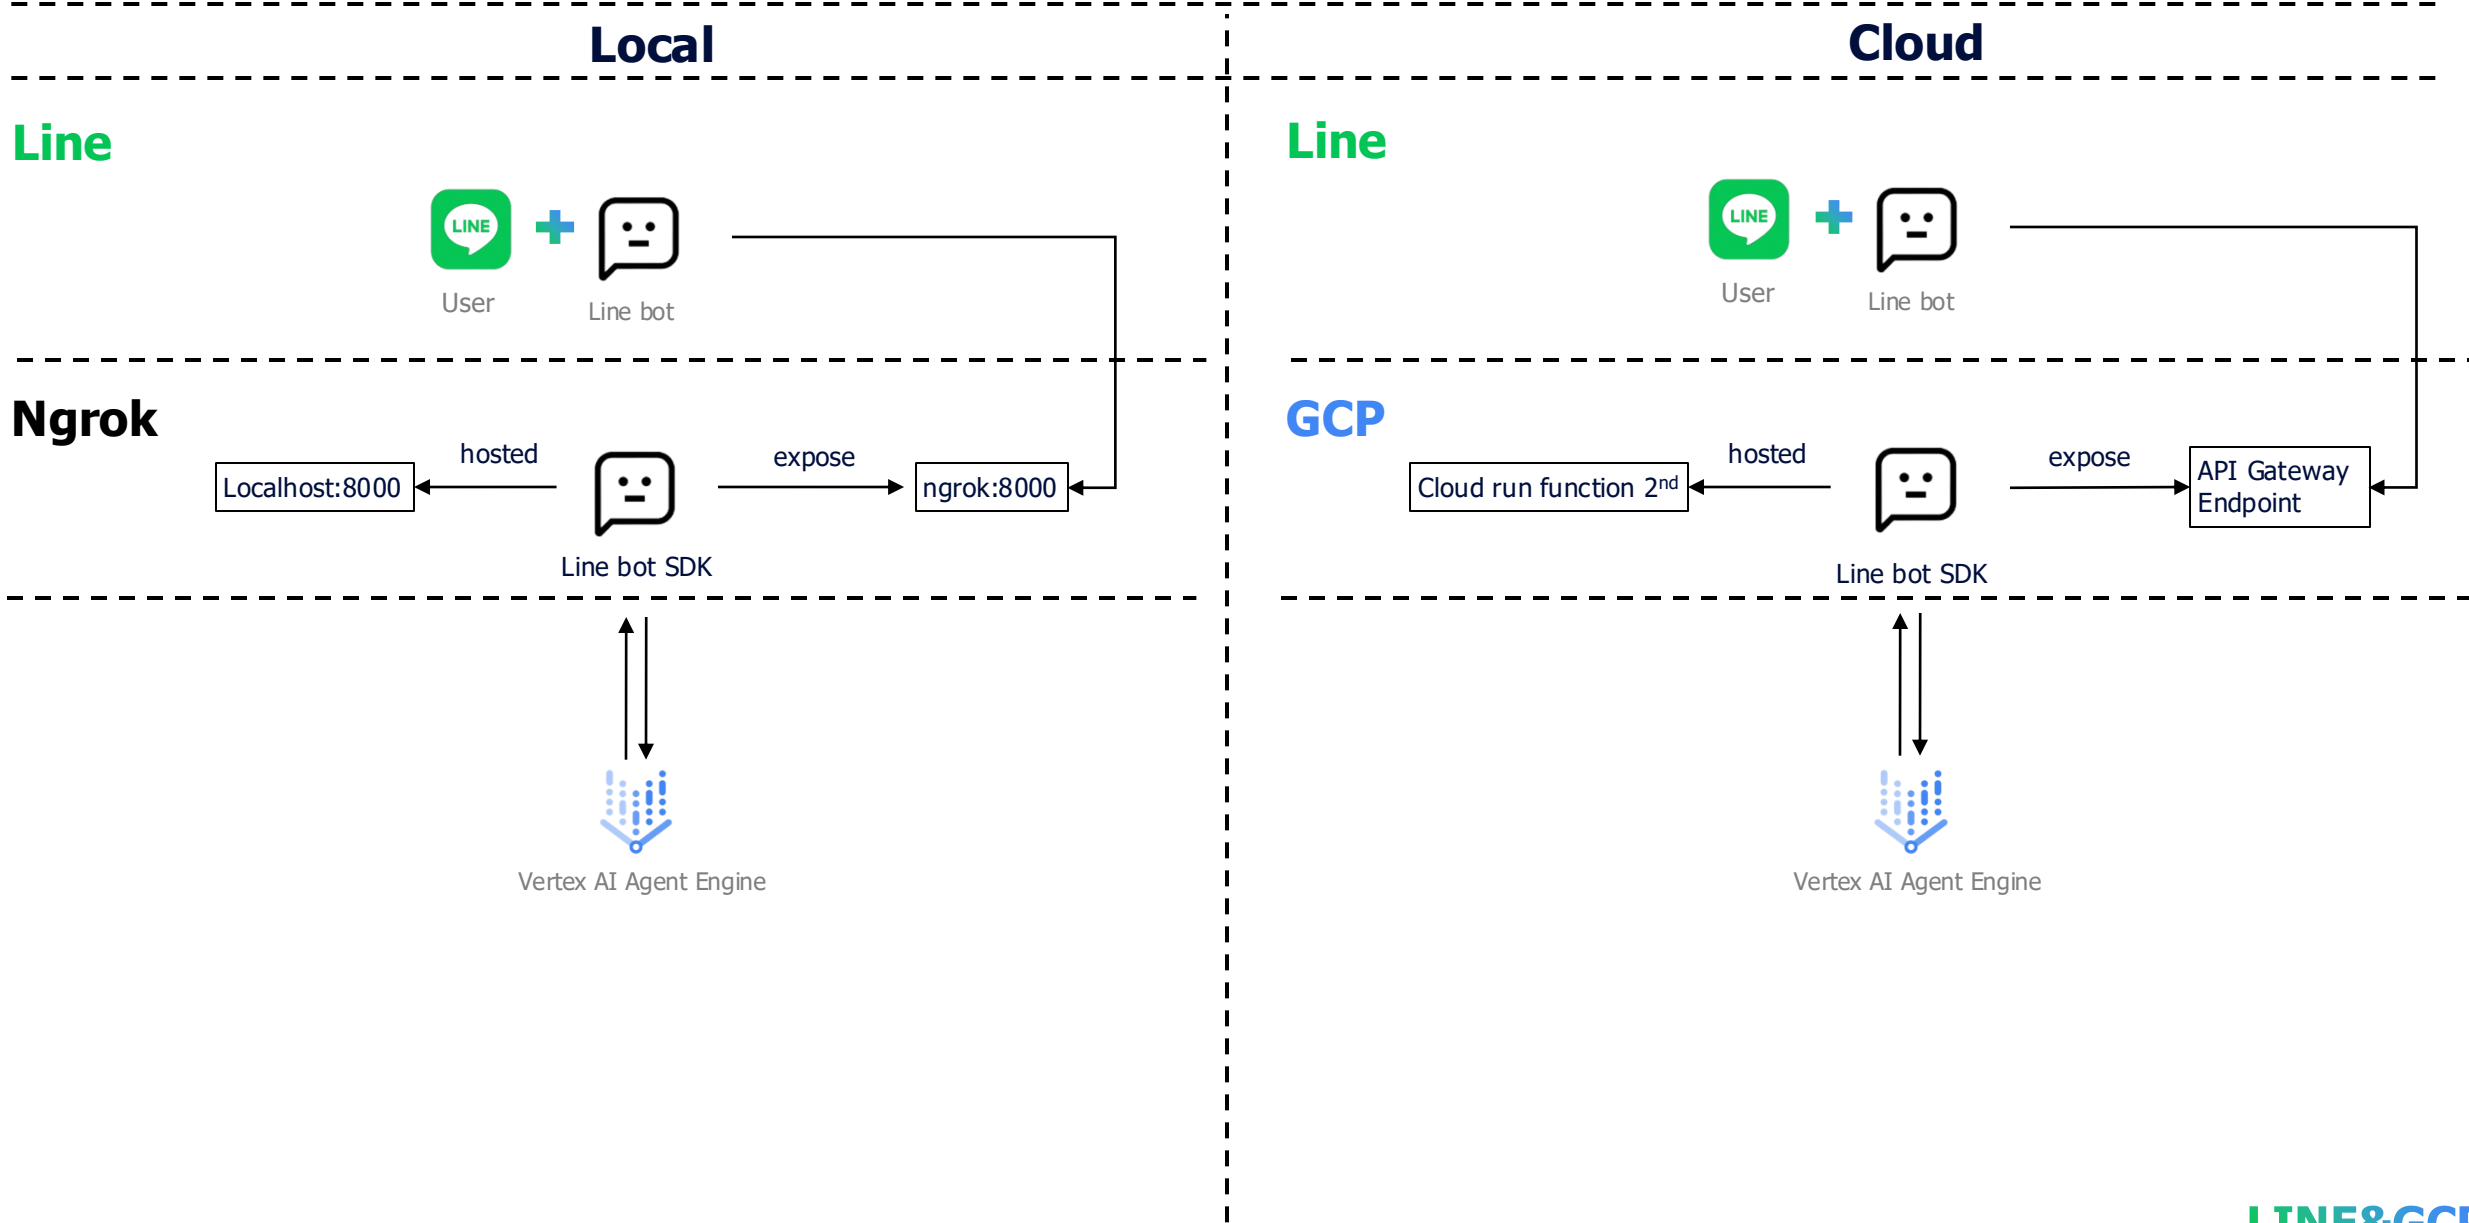 Local
Cloud
Line
LINE
User
Line bot
Line
LINE
User
Line bot
Ngrok
Localhost:8000
hosted
expose
ngrok:8000
Line bot SDK
GCP
Cloud run function 2nd
hosted
expose
API Gateway
Endpoint
Line bot SDK
Vertex AI Agent Engine
Vertex AI Agent Engine
LINE&GCP